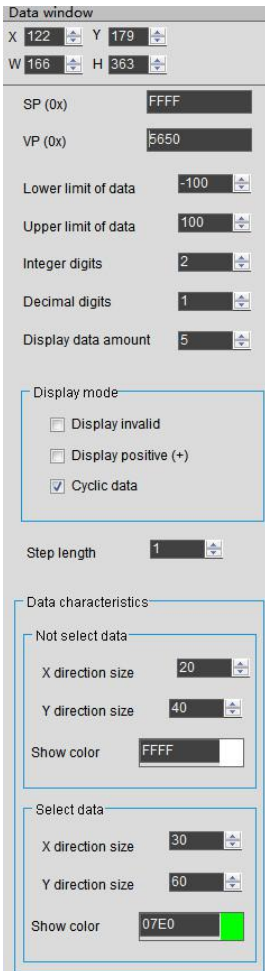 Data window
X 122 Y 179
W 166 H 363
SP (0x) FFFF
VP (0x) 5650
Lower limit of data -100
Upper limit of data 100
Integer digits 2
Decimal digits 1
Display data amount 5
Display mode
Display invalid
Display positive (+)
Cyclic data
Step length 1
Data characteristics
Not select data
X direction size 20
Y direction size 40
Show color FFFF
Select data
X direction size 30
Y direction size 60
Show color 07E0